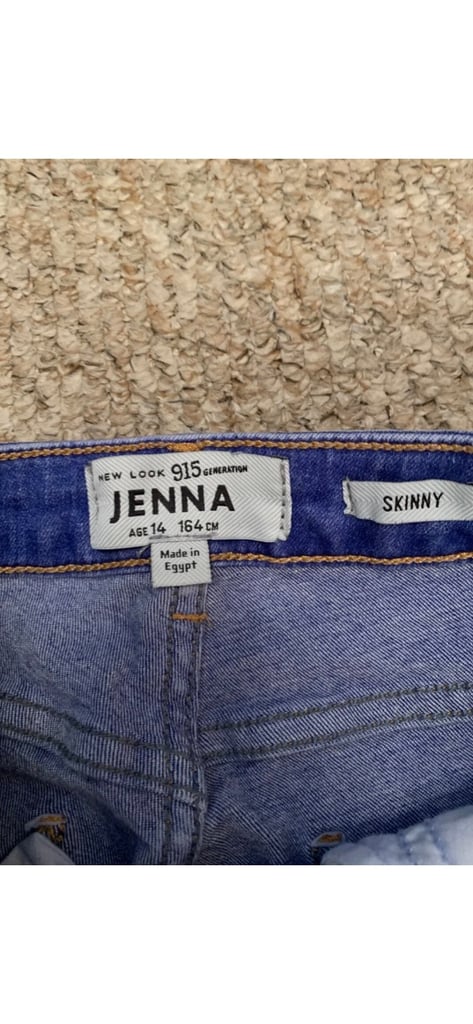 NEW LOOK 915 GENERATION
JENNA
AGE 14 164 CM
Made in
Egypt
SKINNY